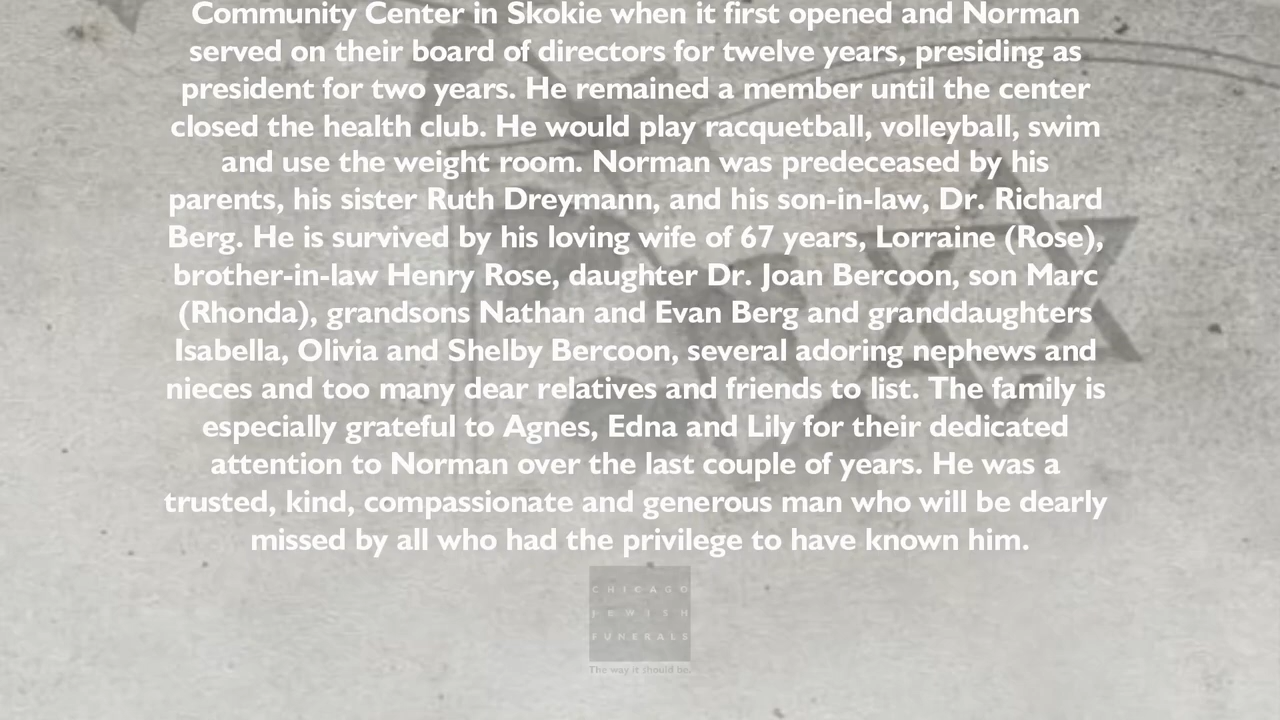 Community Center in Skokie when it first opened and Norman
served on their board of directors for twelve years, presiding as
president for two years. He remained a member until the center
closed the health club. He would play racquetball, volleyball, swim
and use the weight room. Norman was predeceased by his
parents, his sister Ruth Dreymann, and his son-in-law, Dr. Richard
Berg. He is survived by his loving wife of 67 years, Lorraine (Rose),
brother-in-law Henry Rose, daughter Dr. Joan Bercoon, son Marc
(Rhonda), grandsons Nathan and Evan Berg and granddaughters
Isabella, Olivia and Shelby Bercoon, several adoring nephews and
nieces and too many dear relatives and friends to list. The family is
especially grateful to Agnes, Edna and Lily for their dedicated
attention to Norman over the last couple of years. He was a
trusted, kind, compassionate and generous man who will be dearly
missed by all who had the privilege to have known him.
CHICAGO
JEWISH
FUNERALS
The way it should be.